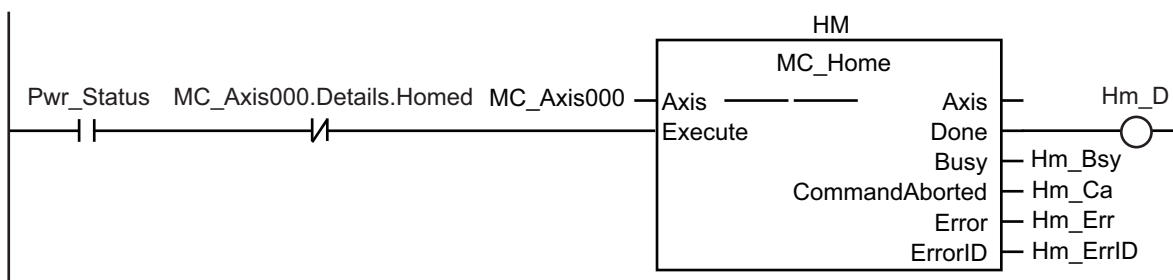 HM
MC_Home
Pwr_Status MC_Axis000.Details.Homed MC_Axis000 Axis Axis Hm_D
Execute Done
Busy Hm_Bsy
CommandAborted Hm_Ca
Error Hm_Err
ErrorID Hm_ErrID